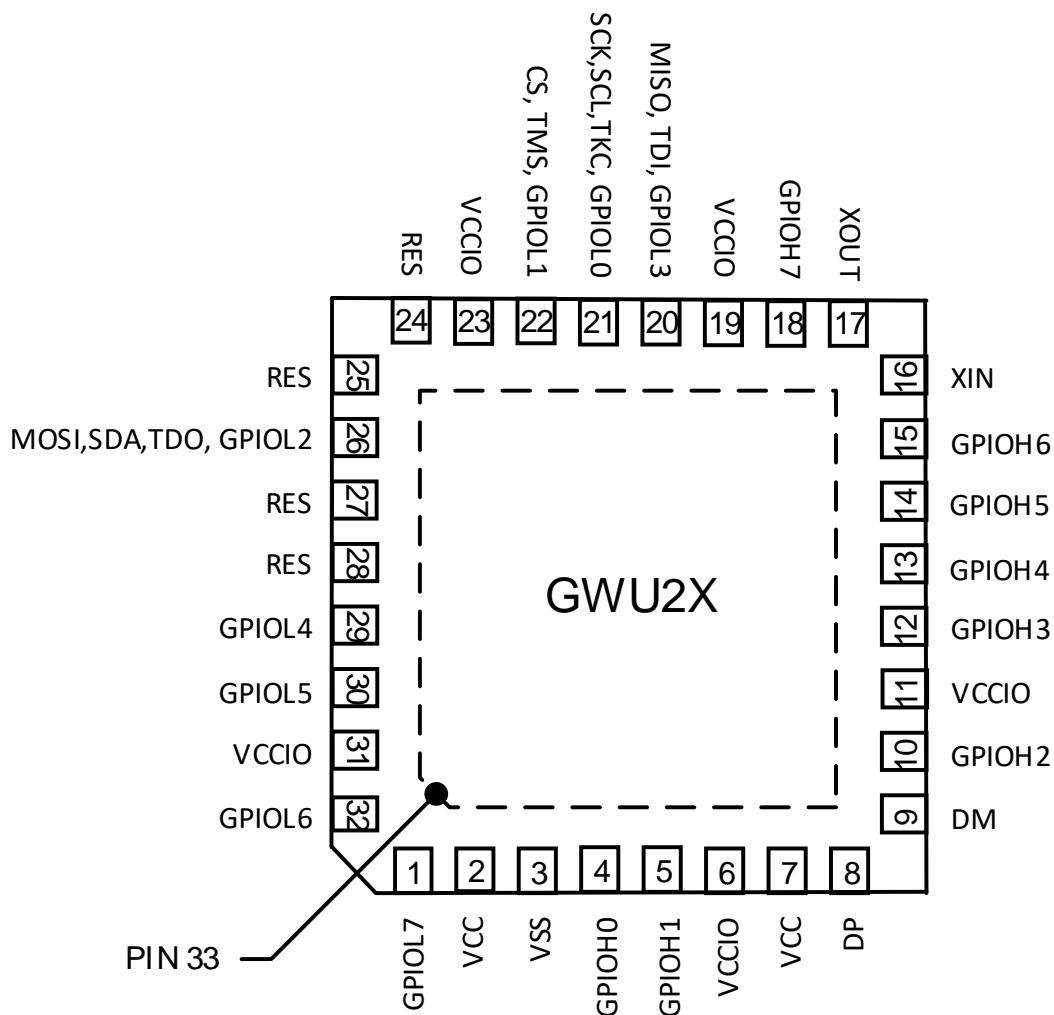 SCK,SCL,TKC, GPIOL0
MISO, TDI, GPIOL3
CS, TMS, GPIOL1
RES
VCCIO
VCCIO
GPIOH7
XOUT
24
23
22
21
20
19
18
17
RES
25
16
XIN
MOSI,SDA,TDO, GPIOL2
26
15
GPIOH6
RES
27
14
GPIOH5
RES
28
13
GPIOH4
GWU2X
GPIOL4
29
12
GPIOH3
GPIOL5
30
11
VCCIO
VCCIO
31
10
GPIOH2
GPIOL6
32
9
DM
1
2
3
4
5
6
7
8
GPIOL7
VCC
VSS
GPIOH0
GPIOH1
VCCIO
VCC
DP
PIN 33